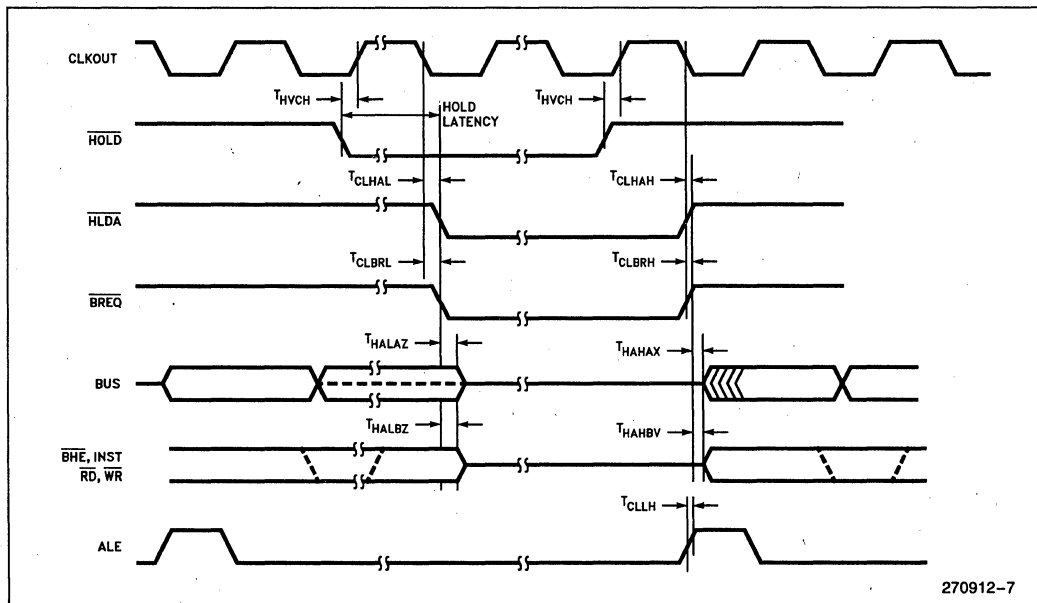 CLKOUT
T_HVCH
HOLD LATENCY
T_HVCH
HOLD
T_CLHAL
T_CLHAH
HLDA
T_CLBRL
T_CLBRH
BREQ
T_HALAZ
T_HAHAX
BUS
T_HALBZ
T_HAHBV
BHE, INST
RD, WR
T_CLLH
ALE
270912-7